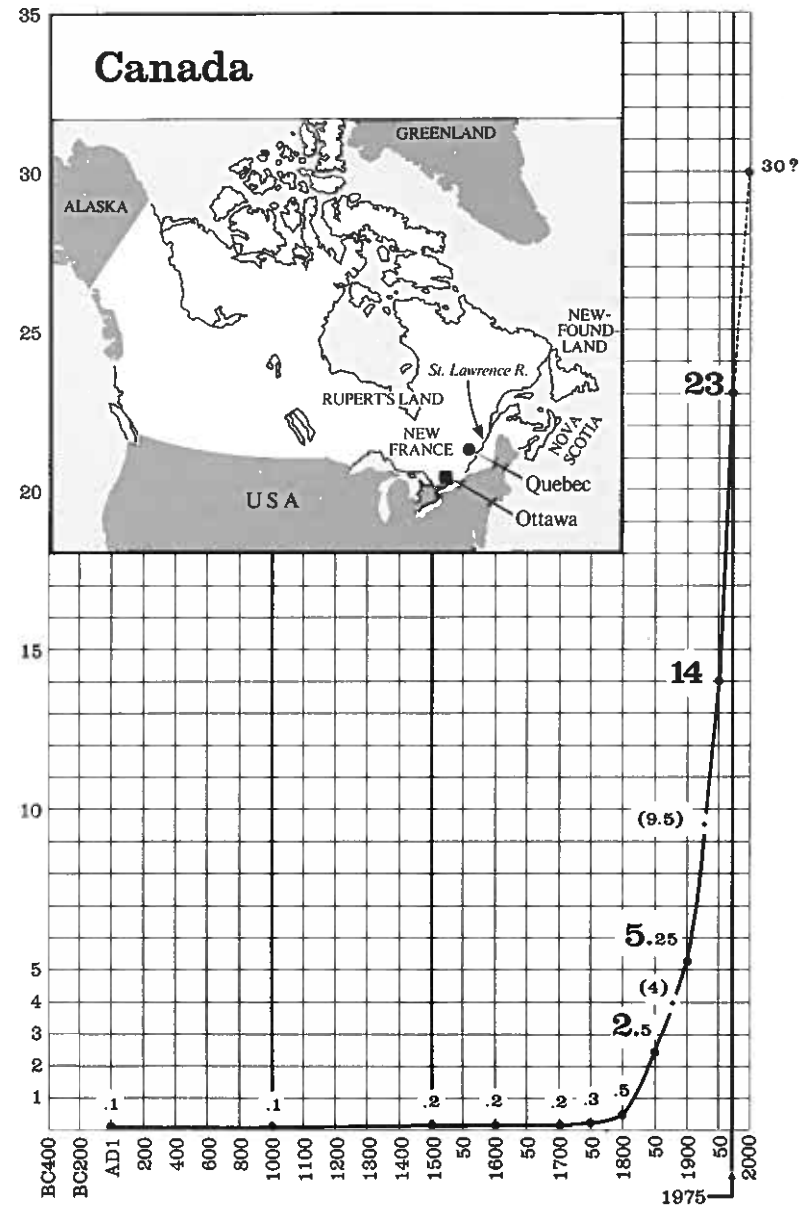 35
Canada
GREENLAND
30
30?
ALASKA
25
NEW-
FOUND-
LAND
23
St. Lawrence R.
RUPERT'S LAND
NEW
FRANCE
NOVA
SCOTIA
20
USA
Quebec
Ottawa
15
14
10
(9.5)
5.25
5
4
(4)
3
2.5
2
1
.1
.1
.2
.2
.2
.3
.5
BC400
BC200
AD1
200
400
600
800
1000
1100
1200
1300
1400
1500
50
1600
50
1700
50
1800
50
1900
50
2000
1975